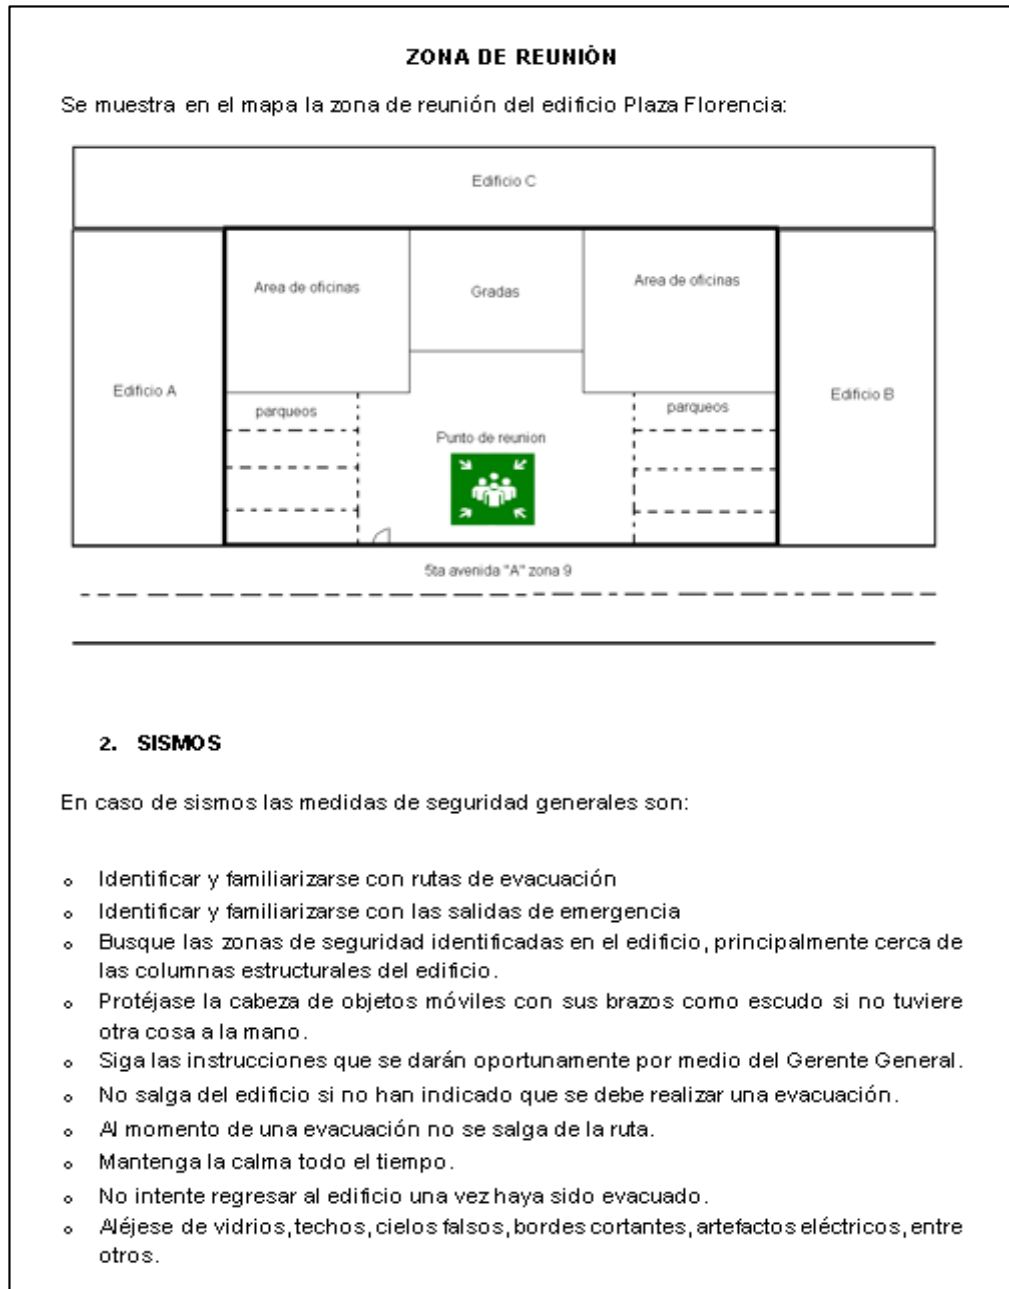 ZONA DE REUNIÓN
Se muestra en el mapa la zona de reunión del edificio Plaza Florencia:
Edificio C
Area de oficinas
Gradas
Area de oficinas
Edificio A
Edificio B
parqueos
parqueos
Punto de reunion
5ta avenida "A" zona 9
2. SISMOS
En caso de sismos las medidas de seguridad generales son:
Identificar y familiarizarse con rutas de evacuación
Identificar y familiarizarse con las salidas de emergencia
Busque las zonas de seguridad identificadas en el edificio, principalmente cerca de
las columnas estructurales del edificio.
Protéjase la cabeza de objetos móviles con sus brazos como escudo si no tuviere
otra cosa a la mano.
Siga las instrucciones que se darán oportunamente por medio del Gerente General.
No salga del edificio si no han indicado que se debe realizar una evacuación.
Al momento de una evacuación no se salga de la ruta.
Mantenga la calma todo el tiempo.
No intente regresar al edificio una vez haya sido evacuado.
Aléjese de vidrios, techos, cielos falsos, bordes cortantes, artefactos eléctricos, entre
otros.